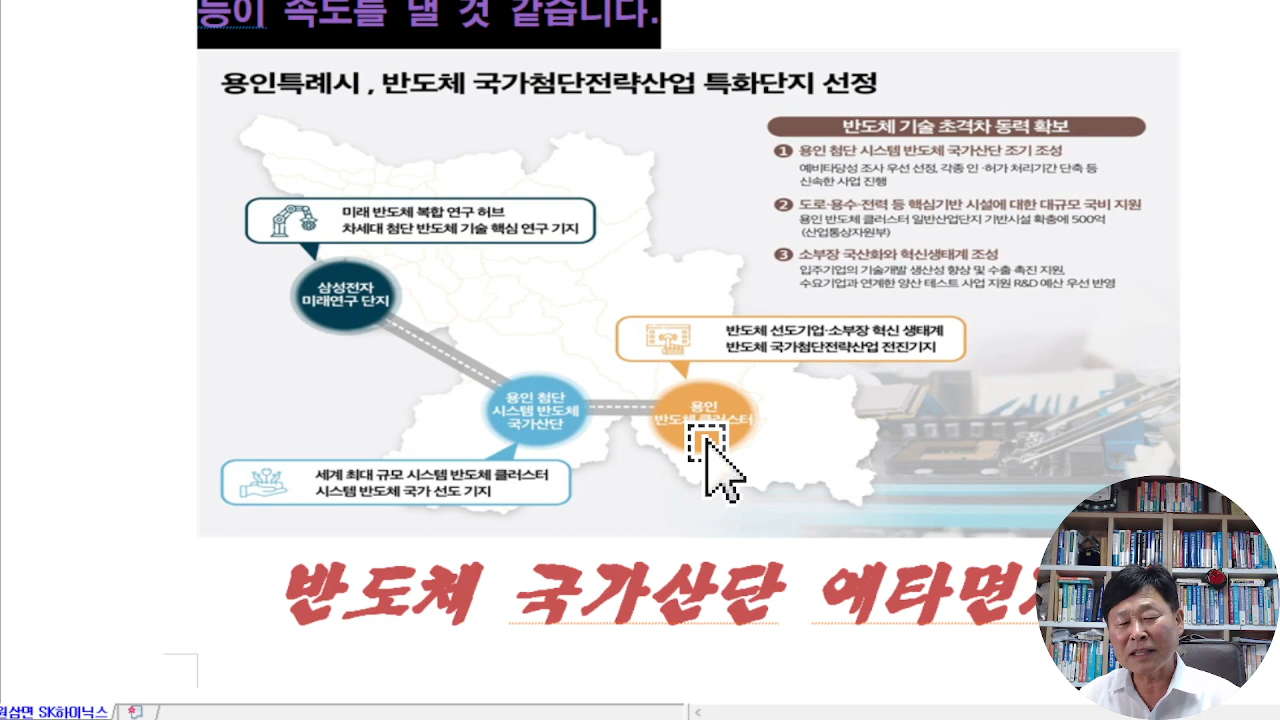 등이 속도를 낼 것 같습니다.
용인특례시, 반도체 국가첨단전략산업 특화단지 선정
반도체 기술 초격차 동력 확보
1 용인 첨단 시스템 반도체 국가산단 조기 조성
예비타당성 조사 우선 선정, 각종 인·허가 처리기간 단축 등
신속한 사업 진행
2 도로·용수·전력 등 핵심기반 시설에 대한 대규모 국비 지원
용인 반도체 클러스터 일반산업단지 기반시설 확충에 500억
(산업통상자원부)
3 소부장 국산화와 혁신생태계 조성
입주기업의 기술개발 생산성 향상 및 수출 촉진 지원,
수요기업과 연계한 양산 테스트 사업 지원 R&D 예산 우선 반영
미래 반도체 복합 연구 허브
차세대 첨단 반도체 기술 핵심 연구 기지
삼성전자
미래연구 단지
반도체 선도기업·소부장 혁신 생태계
반도체 국가첨단전략산업 전진기지
용인 첨단
시스템 반도체
국가산단
용인
반도체 클러스터
세계 최대 규모 시스템 반도체 클러스터
시스템 반도체 국가 선도 기지
반도체 국가산단 예타면
원삼면 SK하이닉스